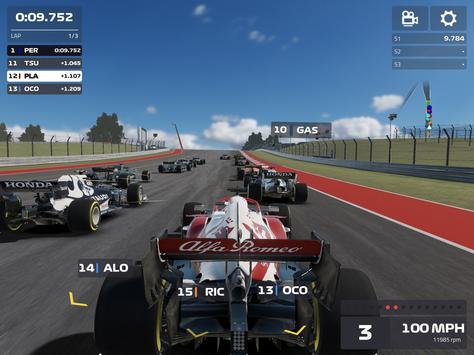 0:09.752
LAP 1/3
1 PER 0:09.752
11 TSU +1.045
12 PLA +1.107
13 OCO +1.209
S1 9.784
S2 -
S3 -
10 GAS
HONDA
HONDA
Alfa Romeo
14 ALO
15 RIC
13 OCO
3
100 MPH
11985 rpm